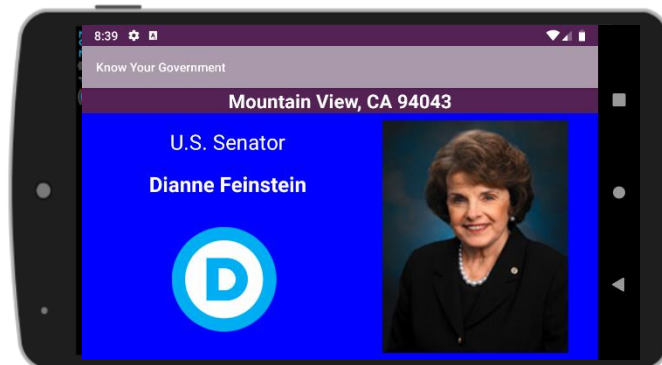 8:39
Know Your Government
Mountain View, CA 94043
U.S. Senator
Dianne Feinstein
D